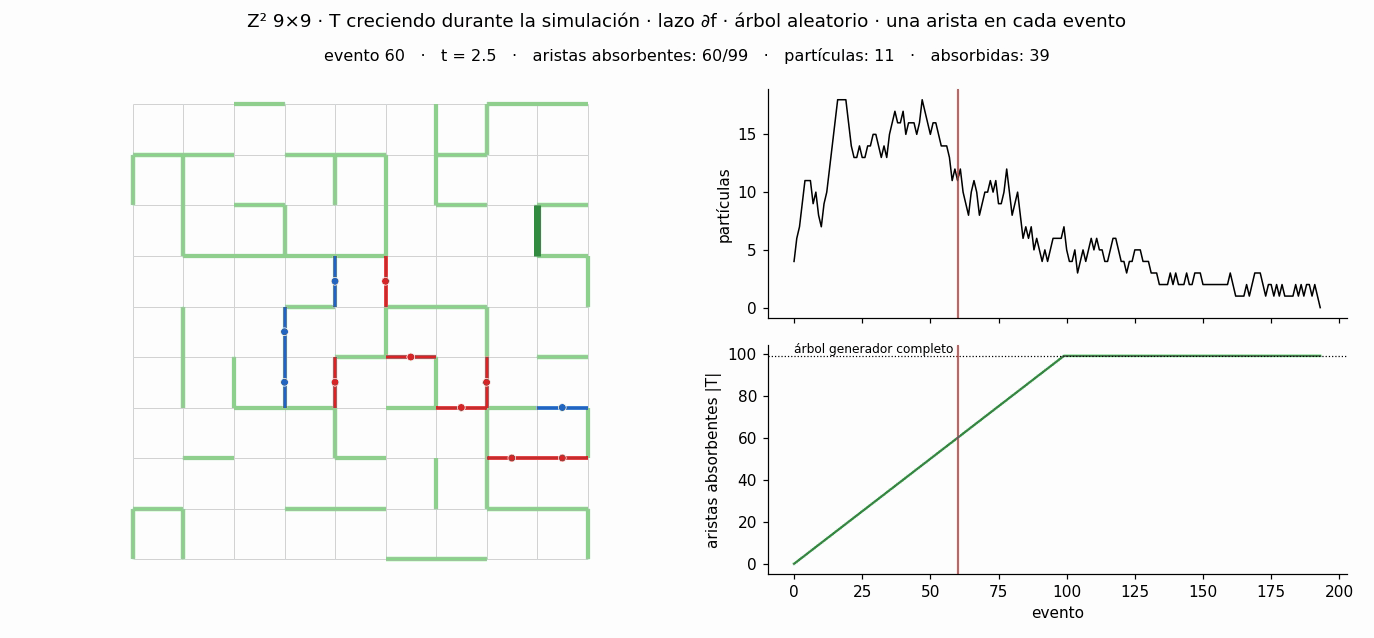 Z² 9×9 · T creciendo durante la simulación · lazo ∂f · árbol aleatorio · una arista en cada evento
evento 60 · t = 2.5 · aristas absorbentes: 60/99 · partículas: 11 · absorbidas: 39
partículas
15
10
5
0
aristas absorbentes |T|
árbol generador completo
100
80
60
40
20
0
0 25 50 75 100 125 150 175 200
evento